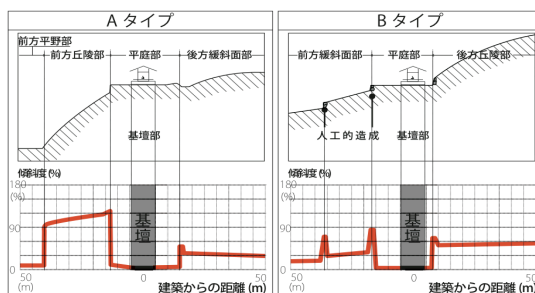 Aタイプ
前方平野部
前方丘陵部 平庭部 後方緩斜面部
基壇部
傾斜度(%)
180
(%)
90
0
基壇
50
(m)
0
50
建築からの距離(m)
Bタイプ
前方緩斜面部 平庭部 後方丘陵部
人工的造成 基壇部
傾斜度(%)
180
(%)
90
0
基壇
50
(m)
0
50
建築からの距離(m)